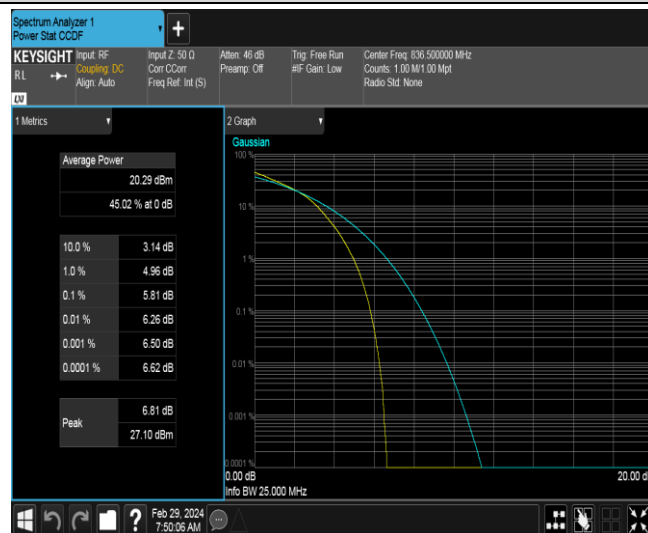 Spectrum Analyzer 1
Power Stat CCDF
KEYSIGHT Input: RF Input Z: 50 Ω Atten: 46 dB Trig: Free Run Center Freq: 836.500000 MHz
RL Coupling: DC Corr CCorr Preamp: Off #IF Gain: Low Counts: 1.00 M/1.00 Mpt
Align: Auto Freq Ref: Int (S) Radio Std: None
1 Metrics
2 Graph
Average Power
20.29 dBm
45.02 % at 0 dB
10.0 % 3.14 dB
1.0 % 4.96 dB
0.1 % 5.81 dB
0.01 % 6.26 dB
0.001 % 6.50 dB
0.0001 % 6.62 dB
Peak 6.81 dB
27.10 dBm
Gaussian
100 %
10 %
1 %
0.1 %
0.01 %
0.001 %
0.0001 %
0.00 dB 20.00 d
Info BW 25.000 MHz
? Feb 29, 2024
7:50:06 AM